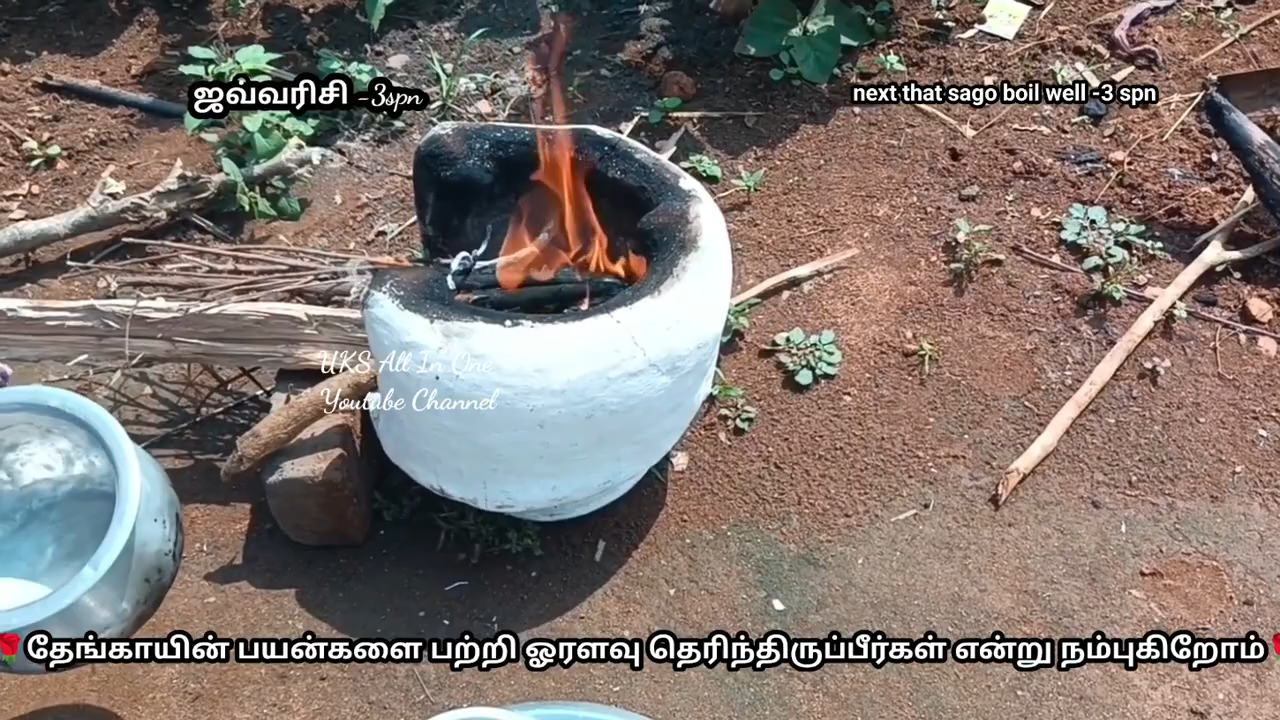 ஜவ்வரிசி -3spn
next that sago boil well -3 spn
UKS All In One
Youtube Channel
🌹தேங்காயின் பயன்களை பற்றி ஓரளவு தெரிந்திருப்பீர்கள் என்று நம்புகிறோம்🌹